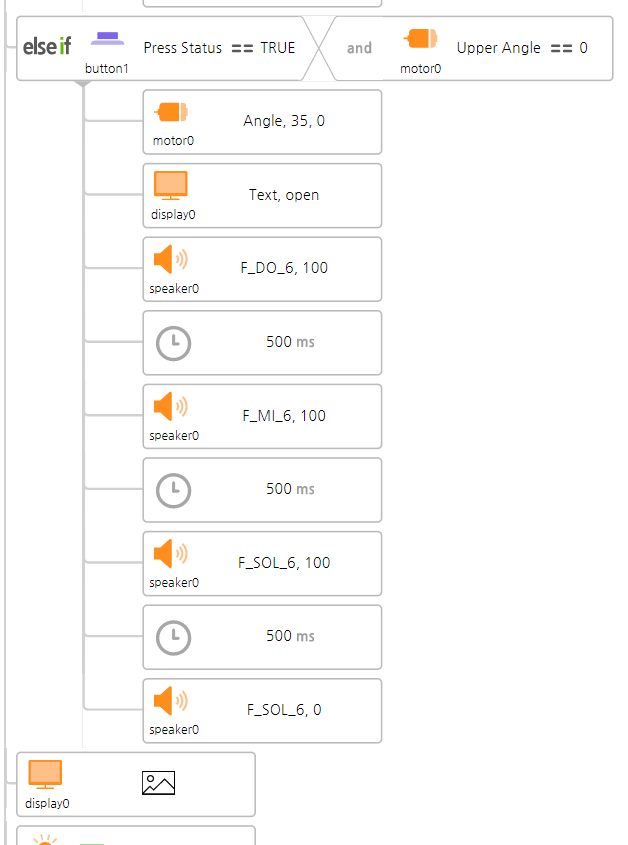 else if button1 Press Status == TRUE and motor0 Upper Angle == 0
motor0 Angle, 35, 0
display0 Text, open
speaker0 F_DO_6, 100
500 ms
speaker0 F_MI_6, 100
500 ms
speaker0 F_SOL_6, 100
500 ms
speaker0 F_SOL_6, 0
display0